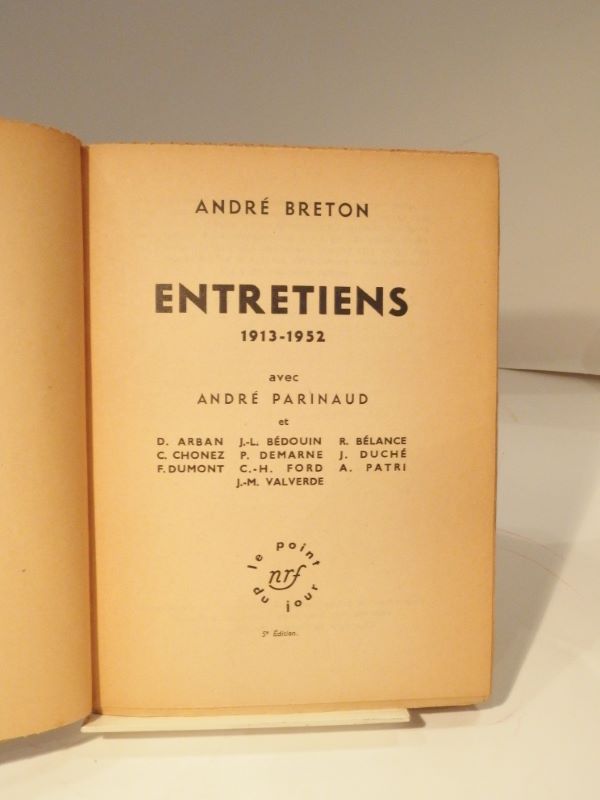 ANDRÉ BRETON
ENTRETIENS
1913-1952
avec
ANDRÉ PARINAUD
et
D. ARBAN J.-L. BÉDOUIN R. BÉLANCE
C. CHONEZ P. DEMARNE J. DUCHÉ
F. DUMONT C.-H. FORD A. PATRI
J.-M. VALVERDE
le point du jour
nrf
5e Édition.